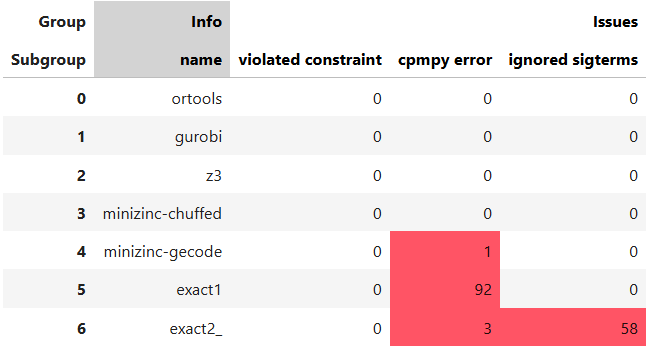 Group Info Issues
Subgroup name violated constraint cpmpy error ignored sigterms
0 ortools 0 0 0
1 gurobi 0 0 0
2 z3 0 0 0
3 minizinc-chuffed 0 0 0
4 minizinc-gecode 0 1 0
5 exact1 0 92 0
6 exact2_ 0 3 58